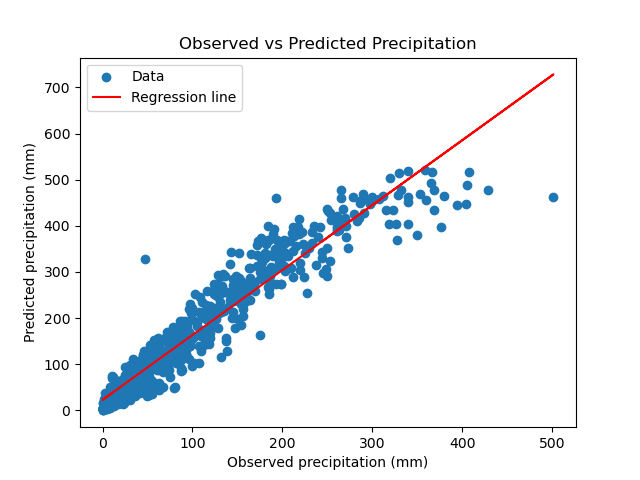 Observed vs Predicted Precipitation
Data
Regression line
Predicted precipitation (mm)
700
600
500
400
300
200
100
0
0 100 200 300 400 500
Observed precipitation (mm)